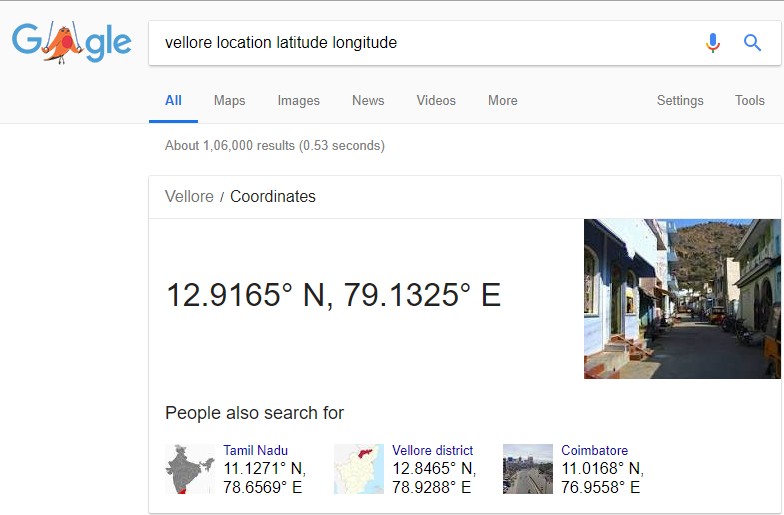 Google
vellore location latitude longitude
All Maps Images News Videos More Settings Tools
About 1,06,000 results (0.53 seconds)
Vellore / Coordinates
12.9165° N, 79.1325° E
People also search for
Tamil Nadu
11.1271° N,
78.6569° E
Vellore district
12.8465° N,
78.9288° E
Coimbatore
11.0168° N,
76.9558° E